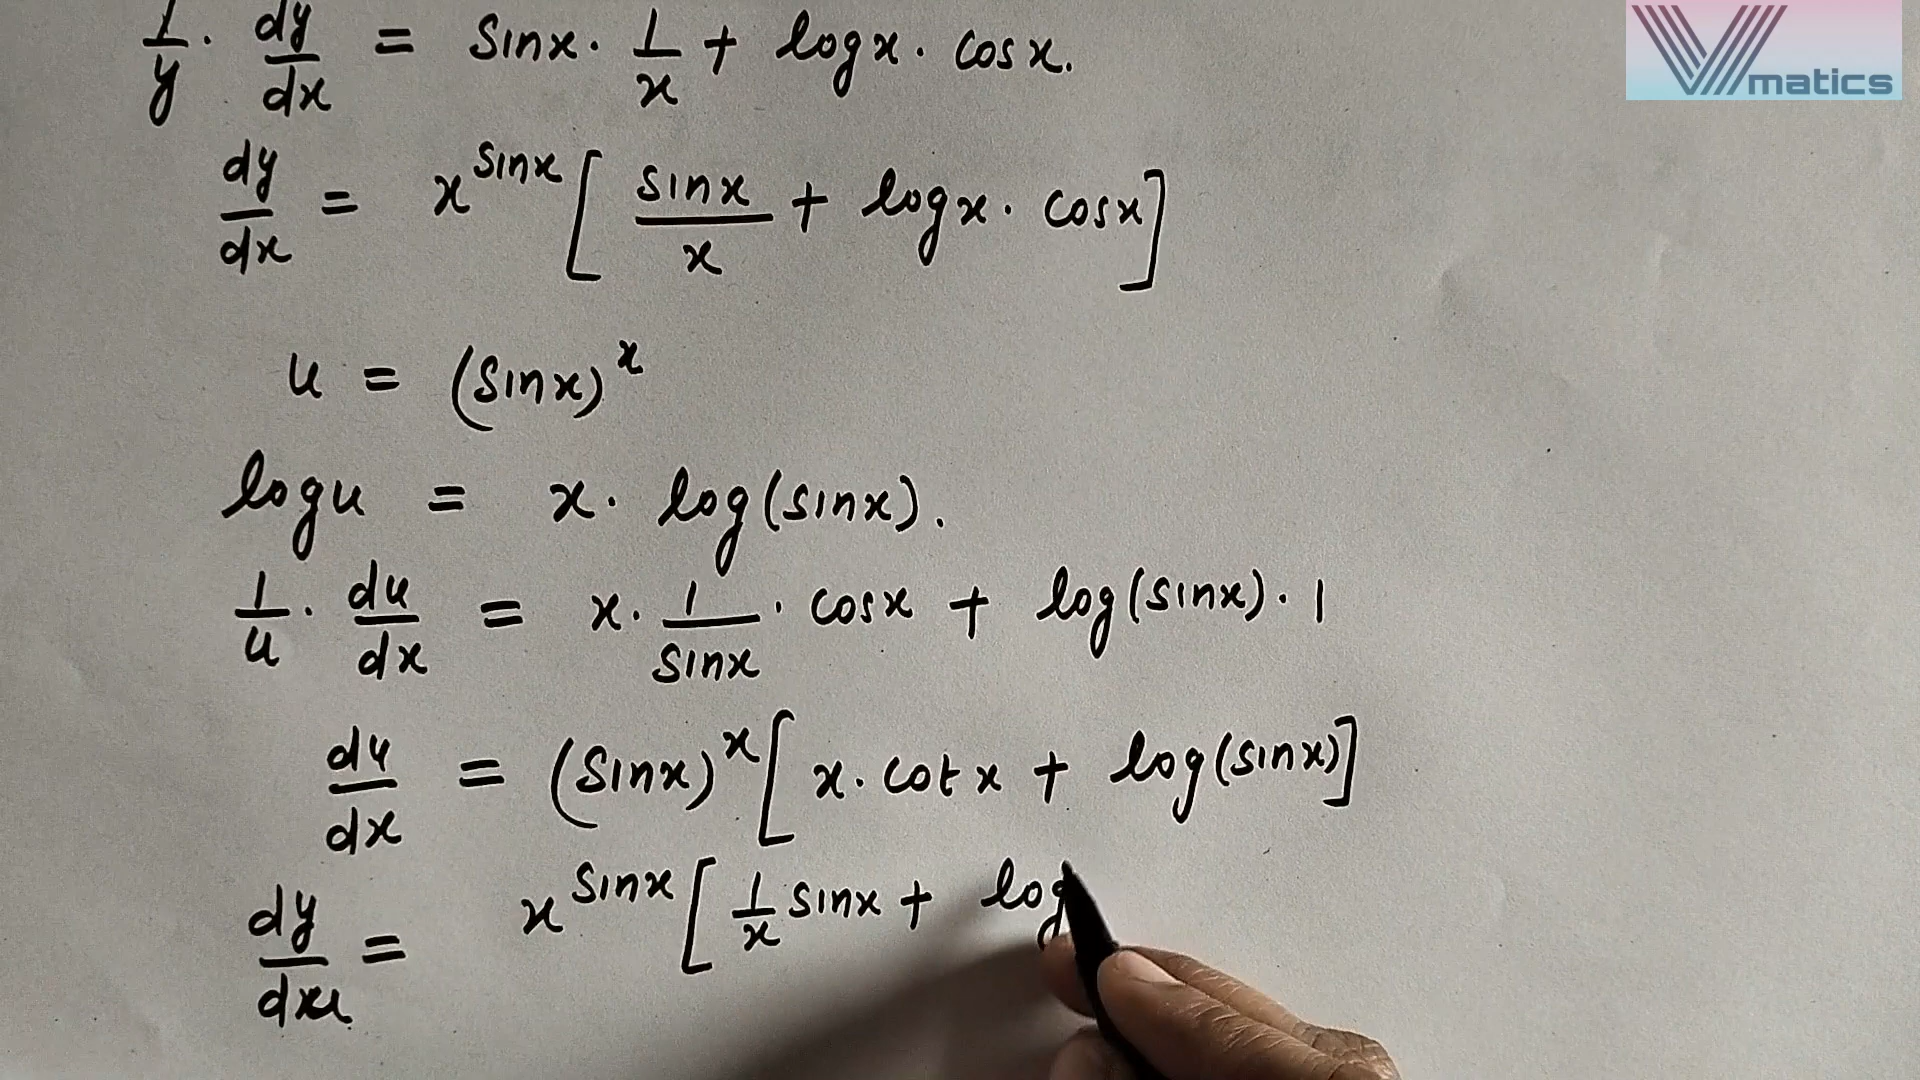 1/y · dy/dx = sinx · 1/x + logx · cosx.
Vmatics
dy/dx = x^sinx [ sinx/x + logx · cosx ]
u = (sinx)^x
logu = x · log(sinx).
1/u · du/dx = x · 1/sinx · cosx + log(sinx) · 1
du/dx = (sinx)^x [ x · cotx + log(sinx) ]
dy/dx = x^sinx [ 1/x sinx + log